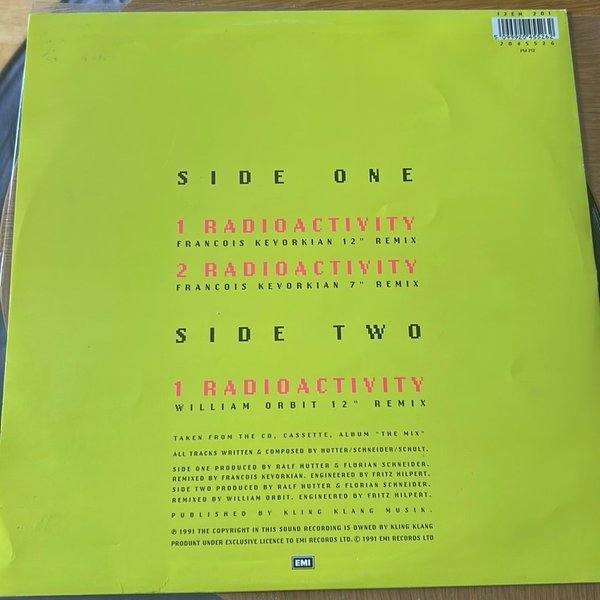 12EM 201
5 099920 455262
2045526
PM 212
SIDE ONE
1 RADIOACTIVITY
FRANCOIS KEVORKIAN 12" REMIX
2 RADIOACTIVITY
FRANCOIS KEVORKIAN 7" REMIX
SIDE TWO
1 RADIOACTIVITY
WILLIAM ORBIT 12" REMIX
TAKEN FROM THE CD, CASSETTE, ALBUM "THE MIX"
ALL TRACKS WRITTEN & COMPOSED BY HUTTER/SCHNEIDER/SCHULT.
SIDE ONE PRODUCED BY RALF HUTTER & FLORIAN SCHNEIDER.
REMIXED BY FRANCOIS KEVORKIAN. ENGINEERED BY FRITZ HILPERT.
SIDE TWO PRODUCED BY RALF HUTTER & FLORIAN SCHNEIDER.
REMIXED BY WILLIAM ORBIT. ENGINEERED BY FRITZ HILPERT.
PUBLISHED BY KLING KLANG MUSIK.
℗ 1991 THE COPYRIGHT IN THIS SOUND RECORDING IS OWNED BY KLING KLANG
PRODUKT UNDER EXCLUSIVE LICENCE TO EMI RECORDS LTD. © 1991 EMI RECORDS LTD
EMI